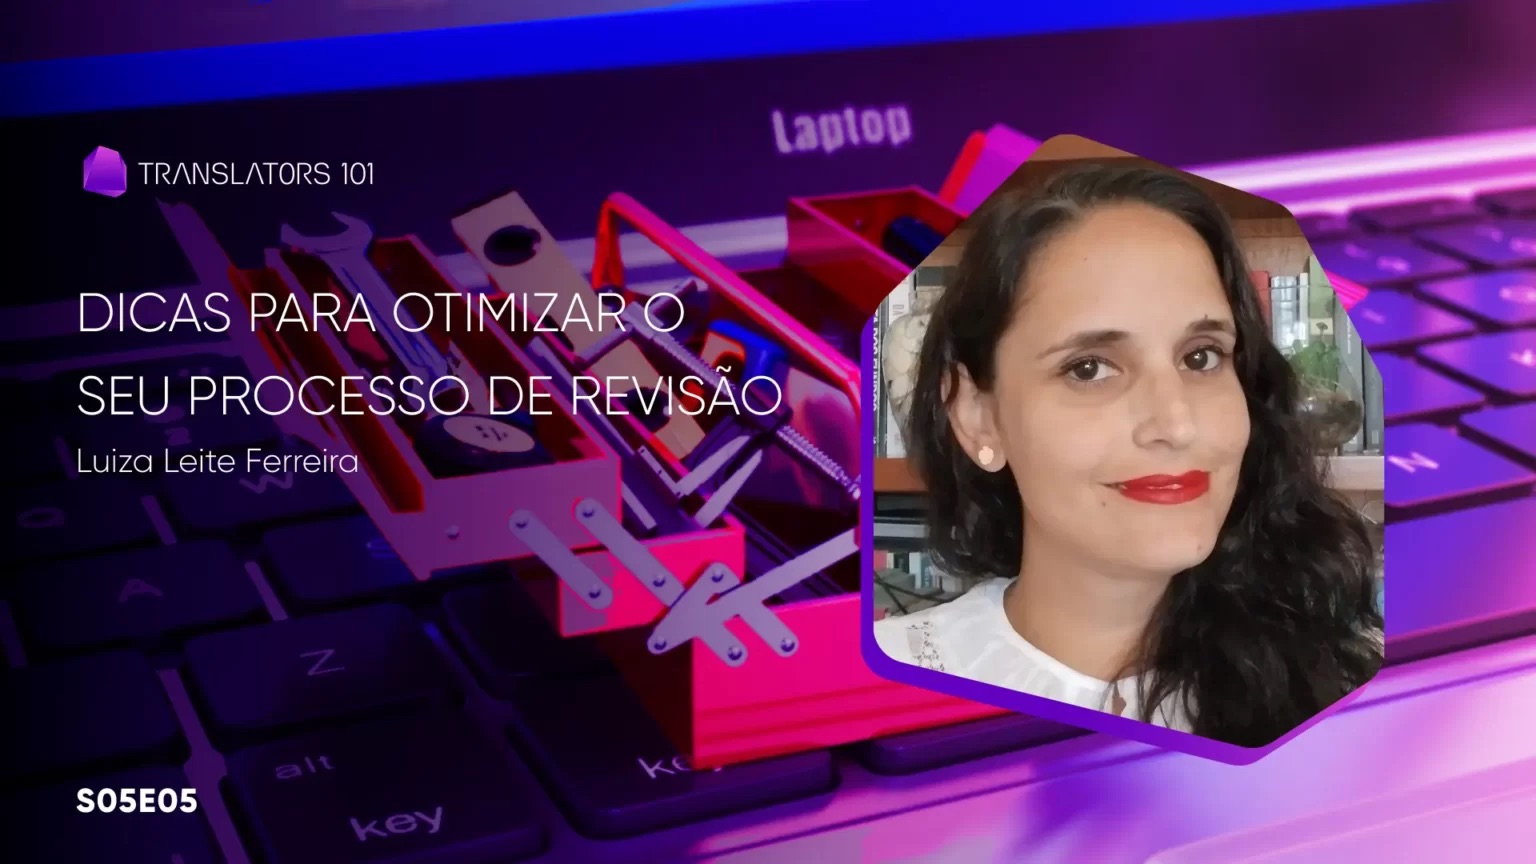 Laptop
TRANSLATORS 101
DICAS PARA OTIMIZAR O
SEU PROCESSO DE REVISÃO
Luiza Leite Ferreira
W
O
A
Z
N
alt
key
S05E05